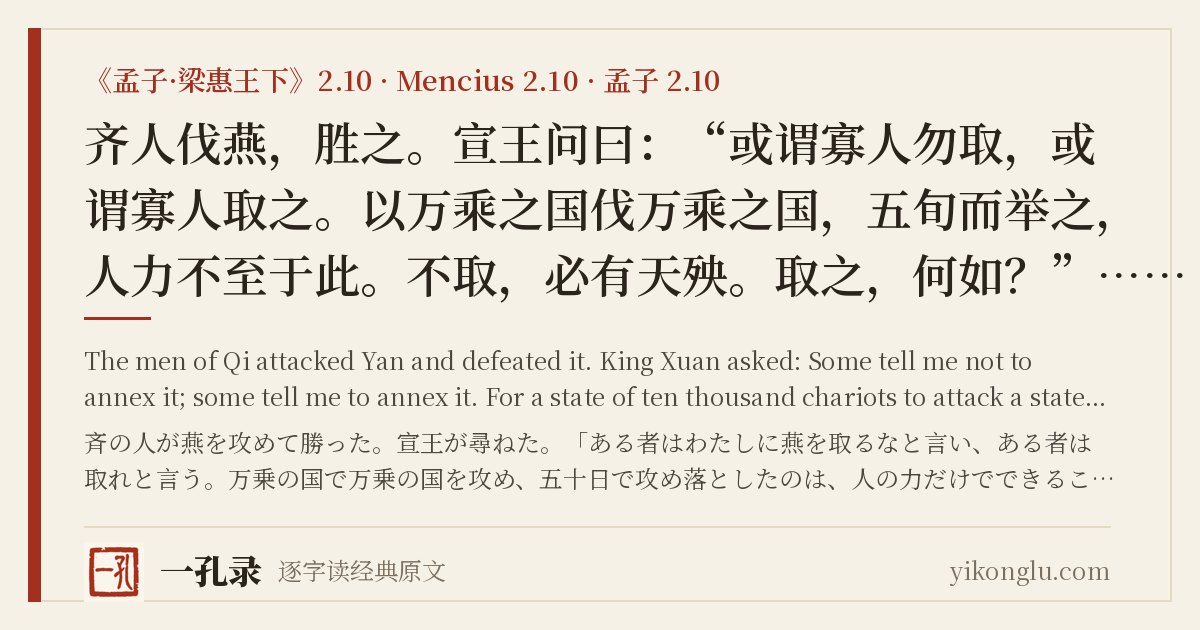 《孟子·梁惠王下》2.10 · Mencius 2.10 · 孟子 2.10
齐人伐燕，胜之。宣王问曰：“或谓寡人勿取，或
谓寡人取之。以万乘之国伐万乘之国，五旬而举之，
人力不至于此。不取，必有天殃。取之，何如？”……
The men of Qi attacked Yan and defeated it. King Xuan asked: Some tell me not to
annex it; some tell me to annex it. For a state of ten thousand chariots to attack a state…
斉の人が燕を攻めて勝った。宣王が尋ねた。「ある者はわたしに燕を取るなと言い、ある者は
取れと言う。万乗の国で万乗の国を攻め、五十日で攻め落としたのは、人の力だけでできるこ…
一孔
一孔录 逐字读经典原文
yikonglu.com